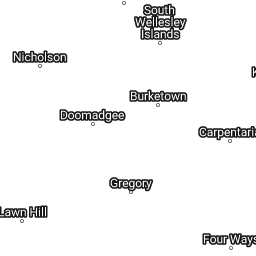 South
Wellesley
Islands
Nicholson
Burketown
Doomadgee
Carpentaria
Gregory
Lawn Hill
Four Ways